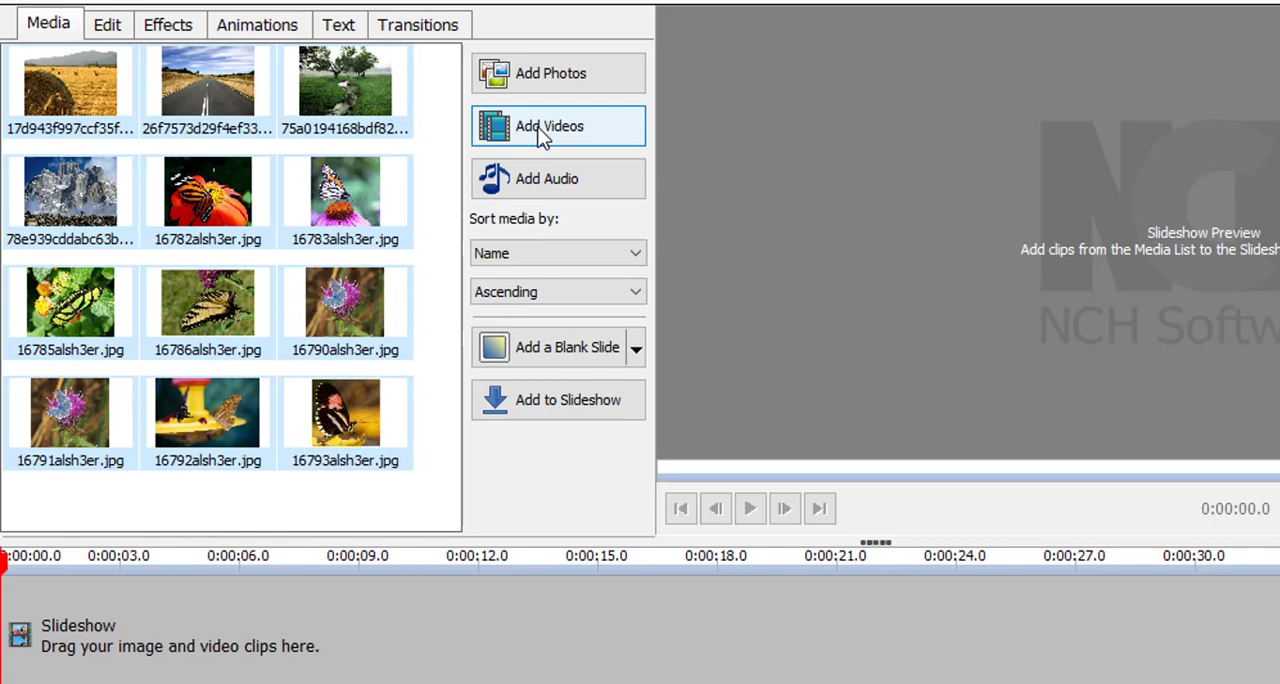 Media Edit Effects Animations Text Transitions
17d943f997ccf35f... 26f7573d29f4ef33... 75a0194168bdf82...
78e939cddabc63b... 16782alsh3er.jpg 16783alsh3er.jpg
16785alsh3er.jpg 16786alsh3er.jpg 16790alsh3er.jpg
16791alsh3er.jpg 16792alsh3er.jpg 16793alsh3er.jpg
Add Photos
Add Videos
Add Audio
Sort media by:
Name
Ascending
Add a Blank Slide
Add to Slideshow
NC
Slideshow Preview
Add clips from the Media List to the Slidesh
NCH Softw
0:00:00.0
0:00:00.0 0:00:03.0 0:00:06.0 0:00:09.0 0:00:12.0 0:00:15.0 0:00:18.0 0:00:21.0 0:00:24.0 0:00:27.0 0:00:30.0
Slideshow
Drag your image and video clips here.